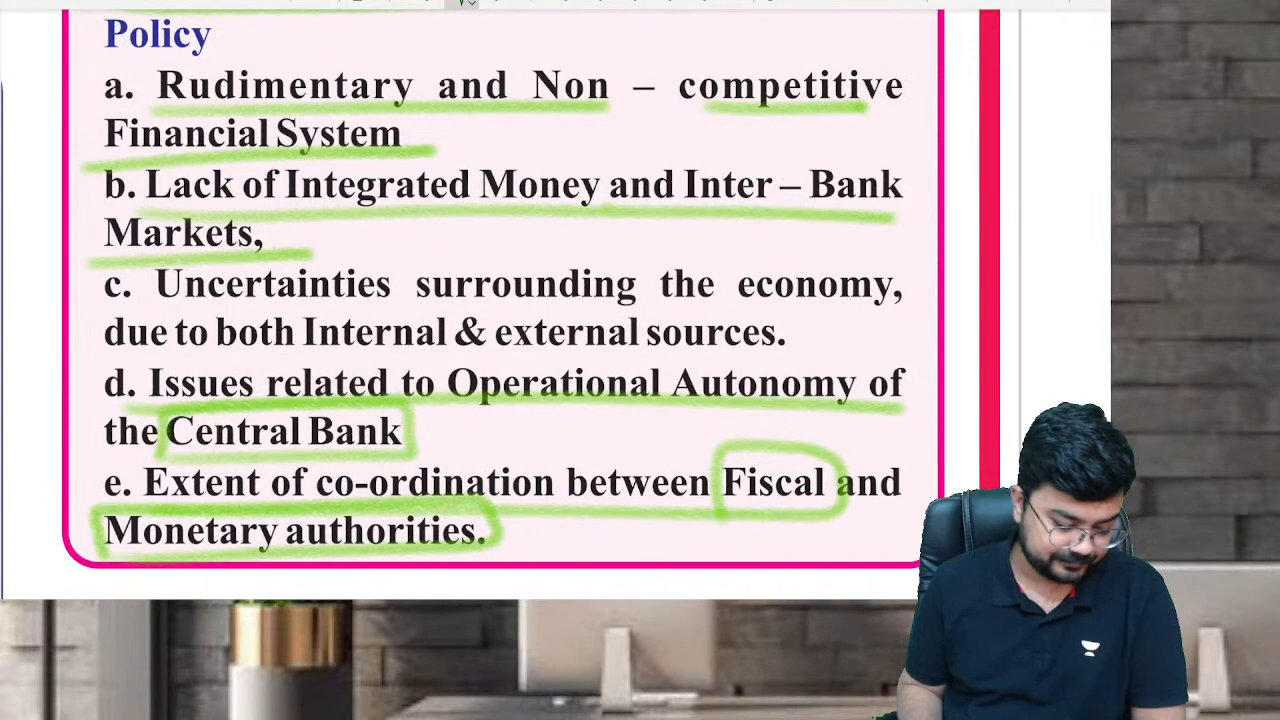 Policy
a. Rudimentary and Non – competitive
Financial System
b. Lack of Integrated Money and Inter – Bank
Markets,
c. Uncertainties surrounding the economy,
due to both Internal & external sources.
d. Issues related to Operational Autonomy of
the Central Bank
e. Extent of co-ordination between Fiscal and
Monetary authorities.